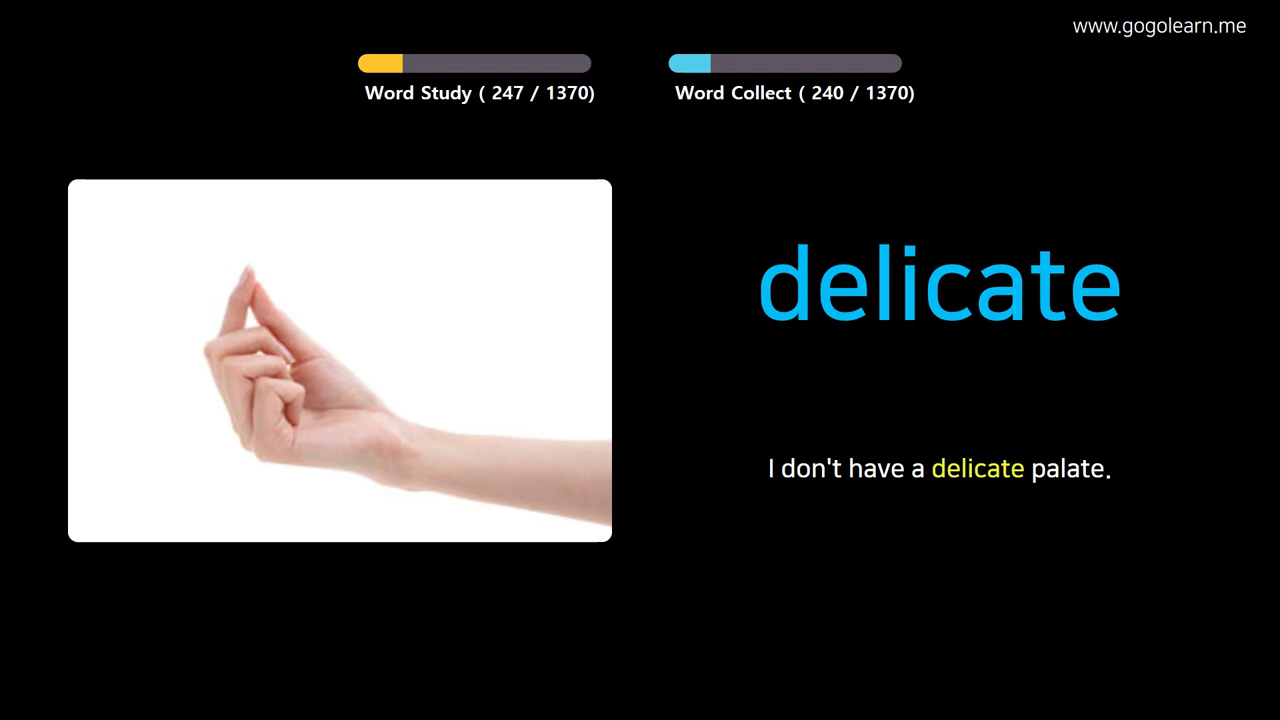 www.gogolearn.me
Word Study ( 247 / 1370)
Word Collect ( 240 / 1370)
delicate
I don't have a delicate palate.